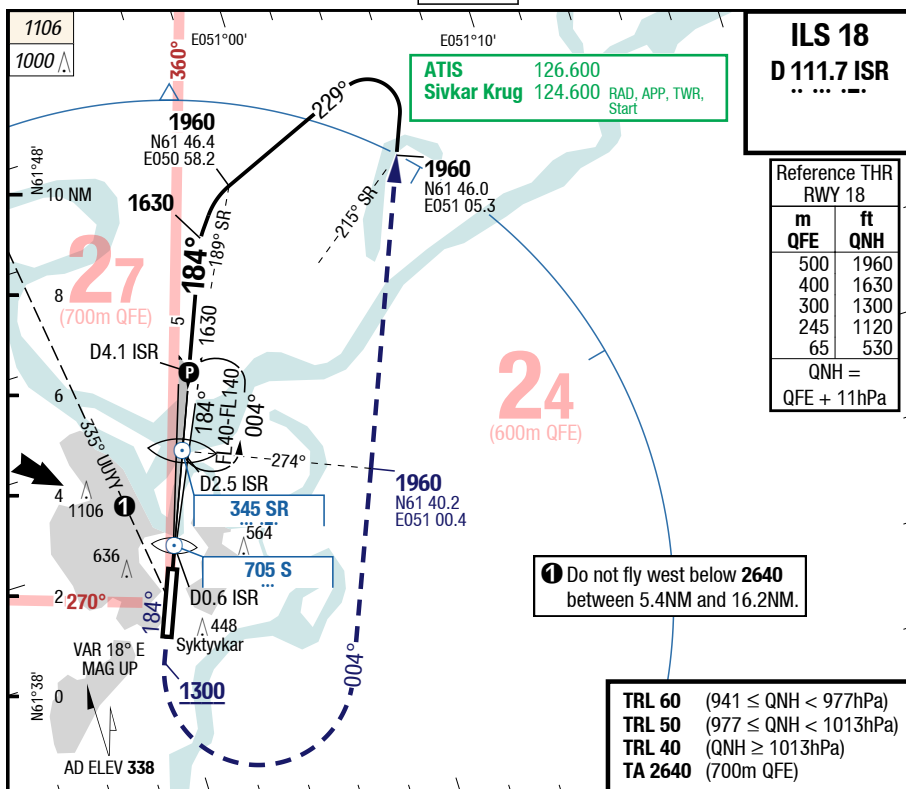 1106
1000
E051°00'
E051°10'
360°
ATIS 126.600
Sivkar Krug 124.600 RAD, APP, TWR, Start
ILS 18
D 111.7 ISR
Reference THR
RWY 18
m ft
QFE QNH
500 1960
400 1630
300 1300
245 1120
65 530
QNH =
QFE + 11hPa
229°
1960
N61 46.4
E050 58.2
1960
N61 46.0
E051 05.3
N61°48'
10 NM
1630
215° SR
189° SR
184°
27
(700m QFE)
8
5
1630
D4.1 ISR
P
24
(600m QFE)
6
335° UUYY
184°
FL40-FL140
004°
274°
D2.5 ISR
1960
N61 40.2
E051 00.4
4
1106
1
345 SR
564
636
705 S
D0.6 ISR
1 Do not fly west below 2640
between 5.4NM and 16.2NM.
2
270°
184°
448
Syktyvkar
VAR 18° E
MAG UP
004°
1300
N61°38'
0
AD ELEV 338
TRL 60 (941 ≤ QNH < 977hPa)
TRL 50 (977 ≤ QNH < 1013hPa)
TRL 40 (QNH ≥ 1013hPa)
TA 2640 (700m QFE)